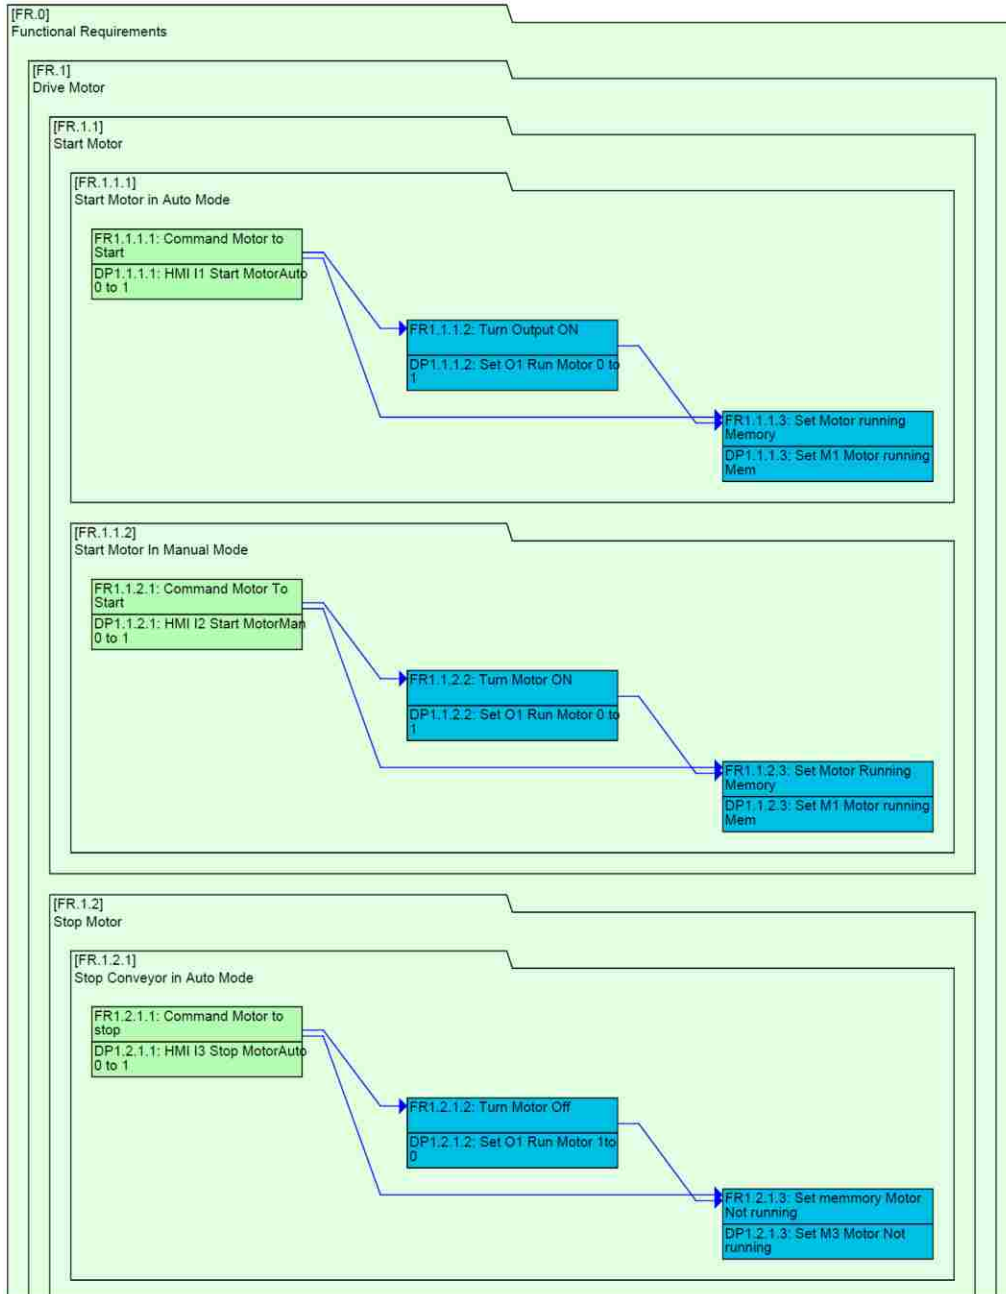 [FR.0]
Functional Requirements
[FR.1]
Drive Motor
[FR.1.1]
Start Motor
[FR.1.1.1]
Start Motor in Auto Mode
FR1.1.1.1: Command Motor to
Start
DP1.1.1.1: HMI I1 Start MotorAuto
0 to 1
FR1.1.1.2: Turn Output ON
DP1.1.1.2: Set O1 Run Motor 0 to
1
FR1.1.1.3: Set Motor running
Memory
DP1.1.1.3: Set M1 Motor running
Mem
[FR.1.1.2]
Start Motor In Manual Mode
FR1.1.2.1: Command Motor To
Start
DP1.1.2.1: HMI I2 Start MotorMan
0 to 1
FR1.1.2.2: Turn Motor ON
DP1.1.2.2: Set O1 Run Motor 0 to
1
FR1.1.2.3: Set Motor Running
Memory
DP1.1.2.3: Set M1 Motor running
Mem
[FR.1.2]
Stop Motor
[FR.1.2.1]
Stop Conveyor in Auto Mode
FR1.2.1.1: Command Motor to
stop
DP1.2.1.1: HMI I3 Stop MotorAuto
0 to 1
FR1.2.1.2: Turn Motor Off
DP1.2.1.2: Set O1 Run Motor 1to
0
FR1.2.1.3: Set memmory Motor
Not running
DP1.2.1.3: Set M3 Motor Not
running